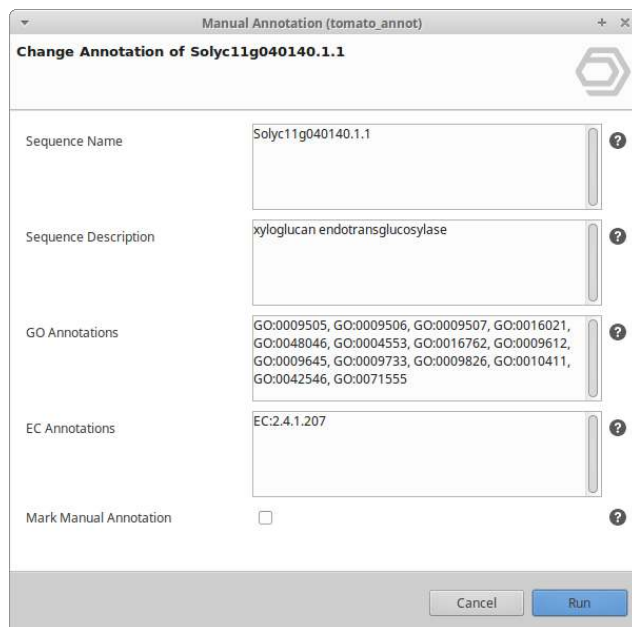 Manual Annotation (tomato_annot)
Change Annotation of Solyc11g040140.1.1
Sequence Name
Solyc11g040140.1.1
Sequence Description
xyloglucan endotransglucosylase
GO Annotations
GO:0009505, GO:0009506, GO:0009507, GO:0016021,
GO:0048046, GO:0004553, GO:0016762, GO:0009612,
GO:0009645, GO:0009733, GO:0009826, GO:0010411,
GO:0042546, GO:0071555
EC Annotations
EC:2.4.1.207
Mark Manual Annotation
Cancel
Run